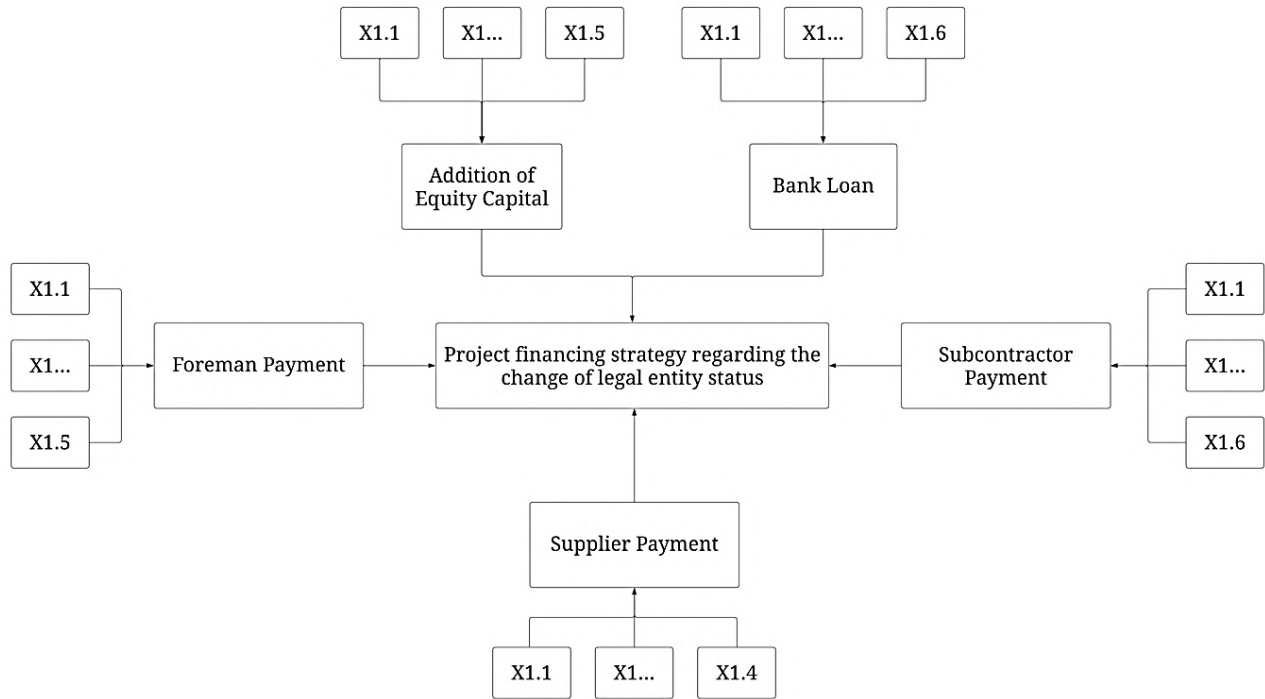 X1.1
X1...
X1.5
X1.1
X1...
X1.6
Addition of
Equity Capital
Bank Loan
X1.1
X1...
X1.5
Foreman Payment
Project financing strategy regarding the
change of legal entity status
Subcontractor
Payment
X1.1
X1...
X1.6
Supplier Payment
X1.1
X1...
X1.4